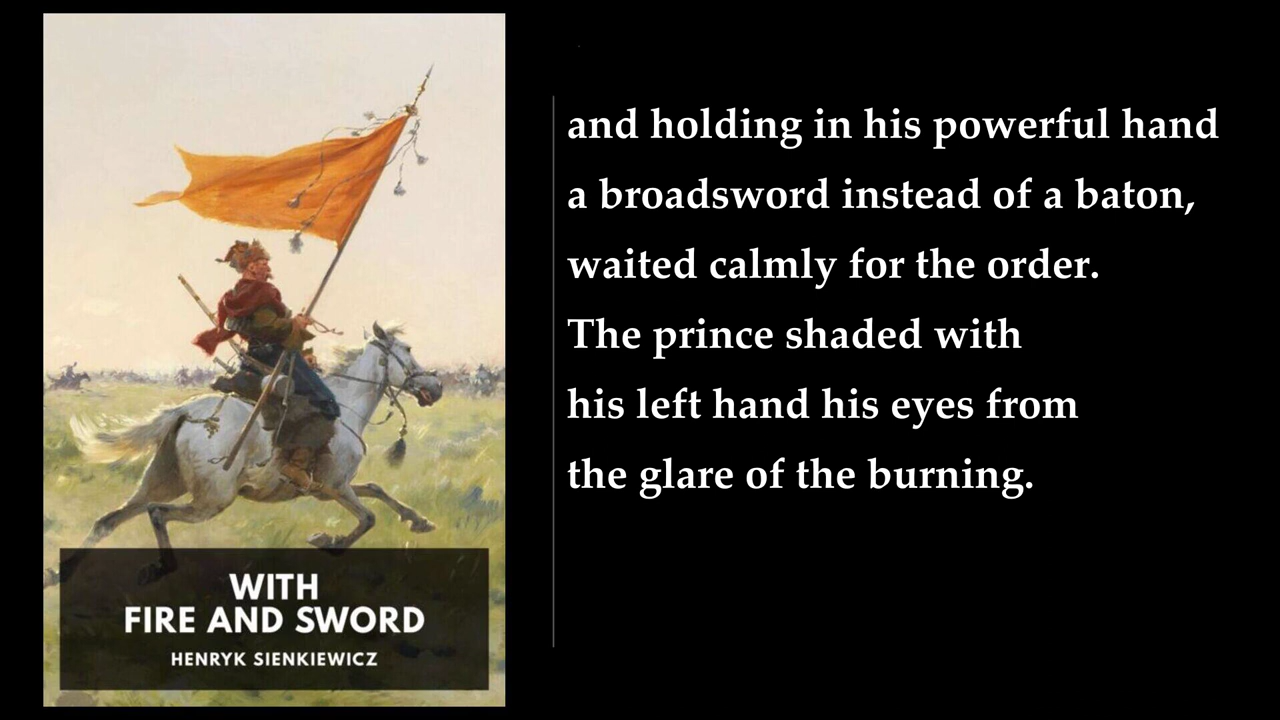 WITH
FIRE AND SWORD
HENRYK SIENKIEWICZ
and holding in his powerful hand
a broadsword instead of a baton,
waited calmly for the order.
The prince shaded with
his left hand his eyes from
the glare of the burning.